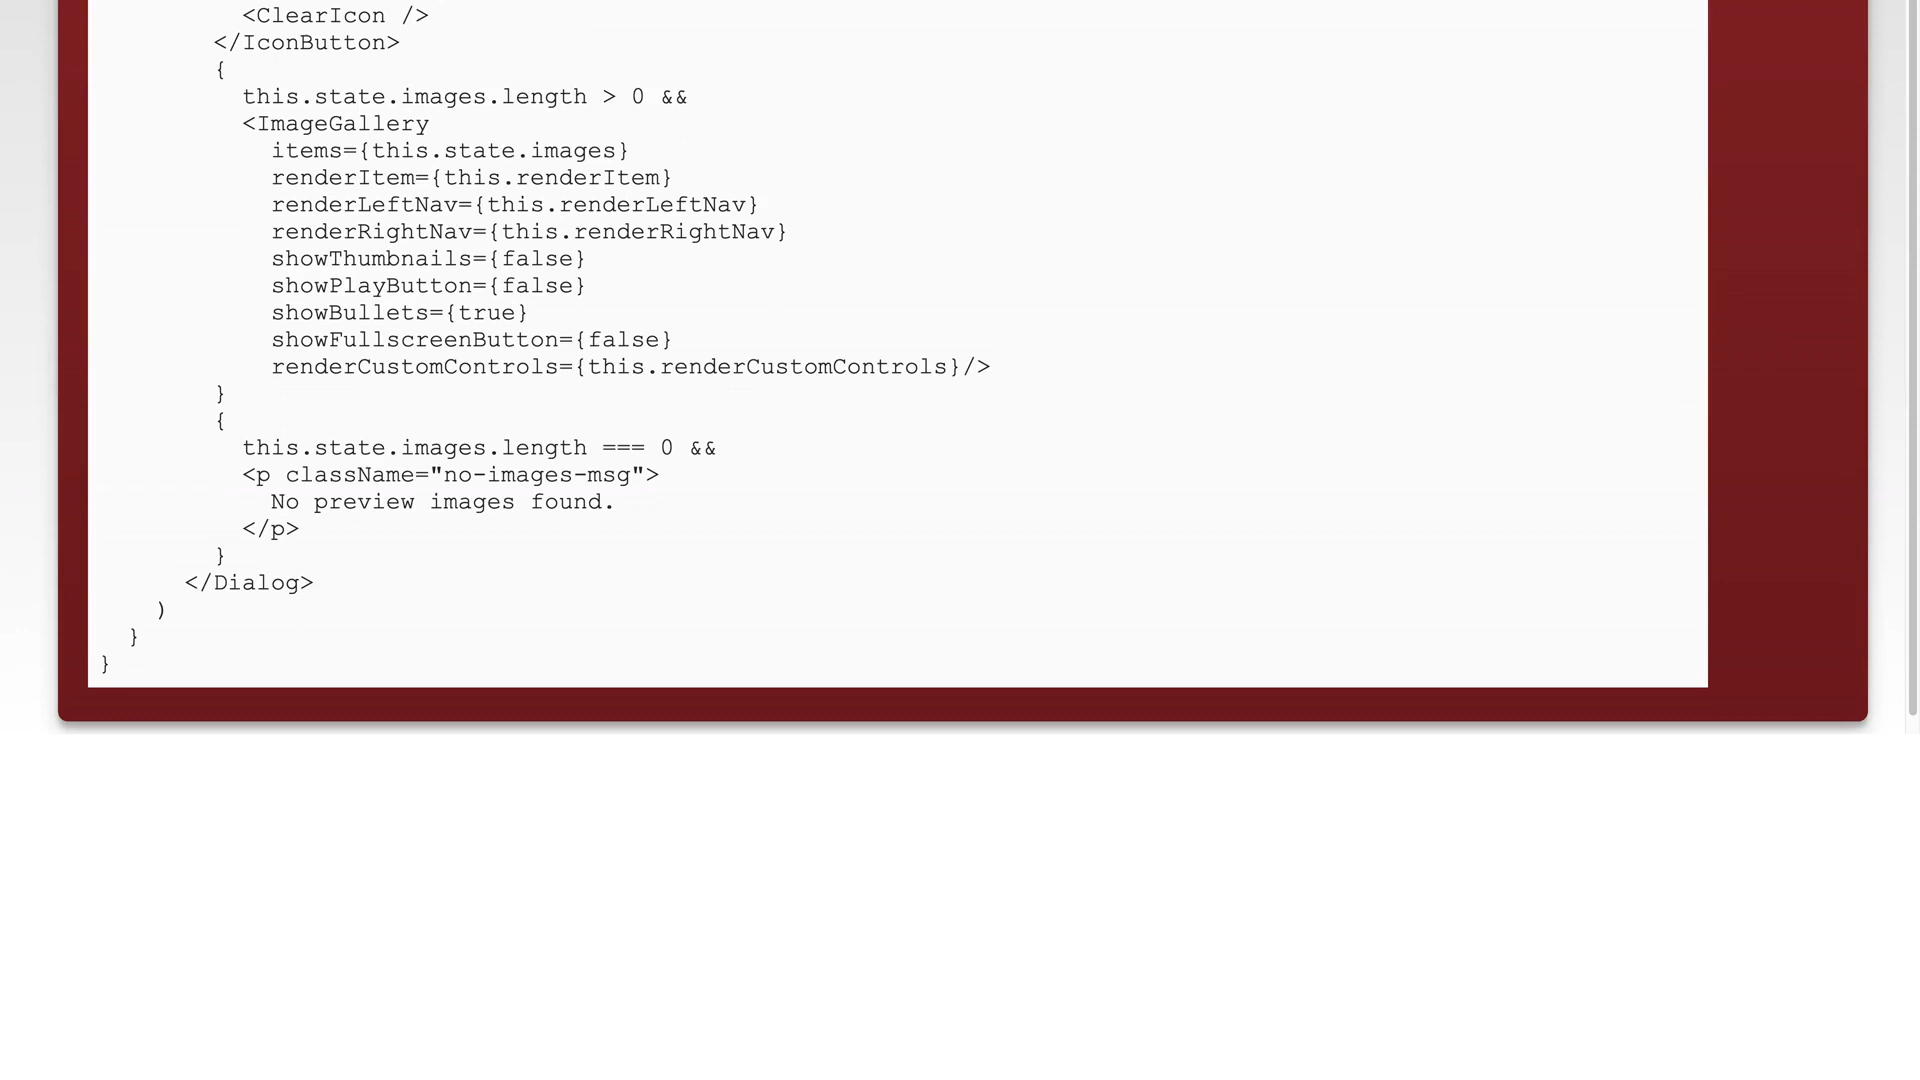 <ClearIcon />
</IconButton>
{
this.state.images.length > 0 &&
<ImageGallery
items={this.state.images}
renderItem={this.renderItem}
renderLeftNav={this.renderLeftNav}
renderRightNav={this.renderRightNav}
showThumbnails={false}
showPlayButton={false}
showBullets={true}
showFullscreenButton={false}
renderCustomControls={this.renderCustomControls}/>
}
{
this.state.images.length === 0 &&
<p className="no-images-msg">
No preview images found.
</p>
}
</Dialog>
)
}
}